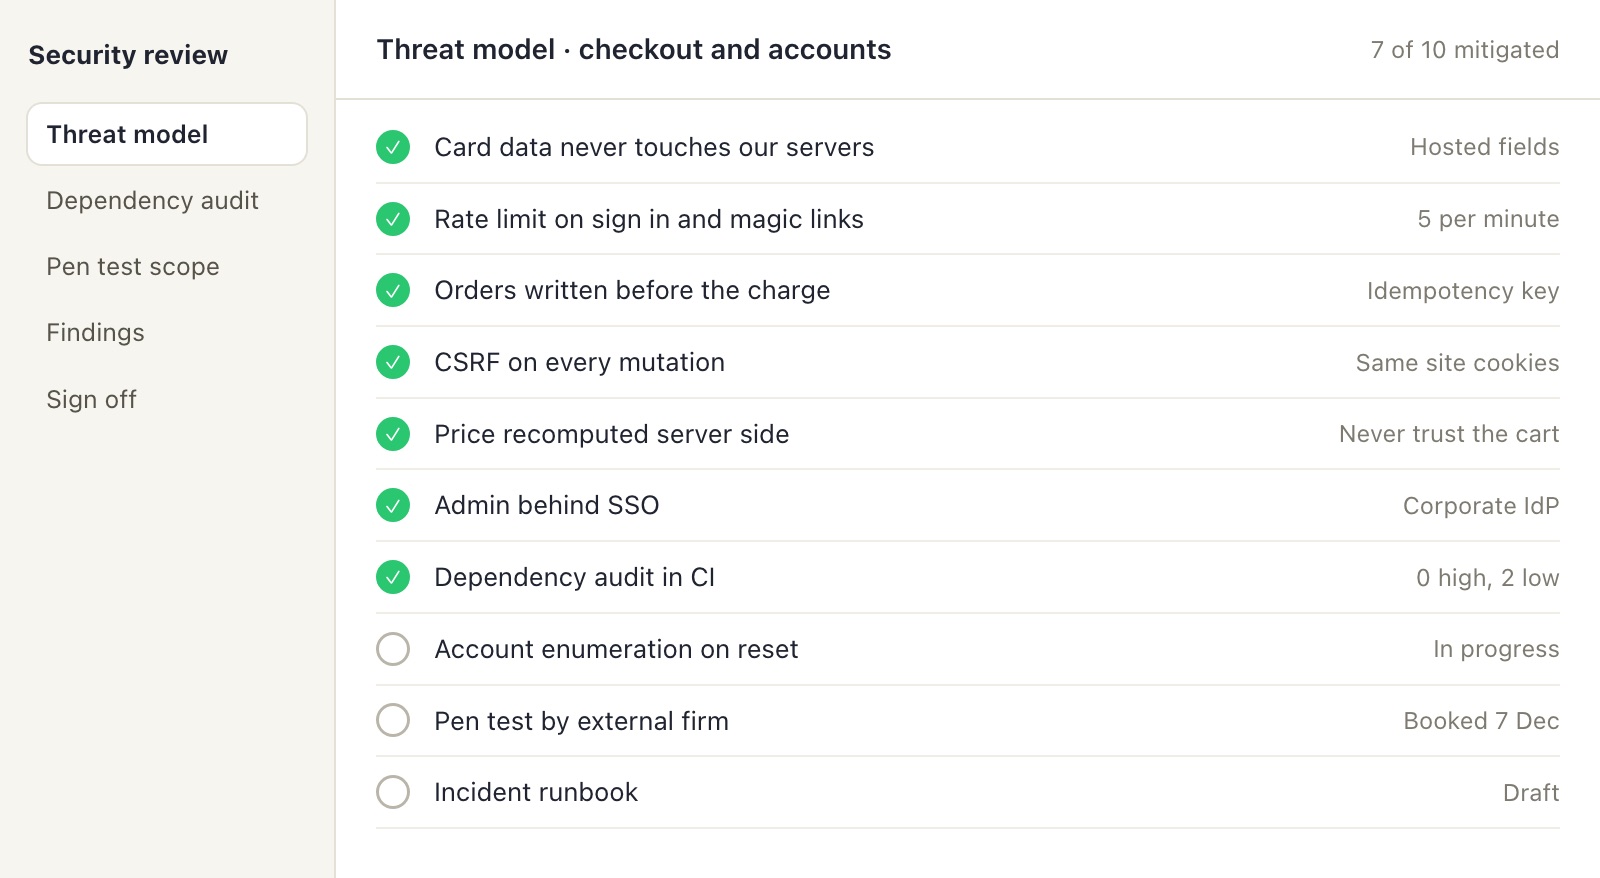 Security review
Threat model
Dependency audit
Pen test scope
Findings
Sign off
Threat model · checkout and accounts
7 of 10 mitigated
Card data never touches our servers
Hosted fields
Rate limit on sign in and magic links
5 per minute
Orders written before the charge
Idempotency key
CSRF on every mutation
Same site cookies
Price recomputed server side
Never trust the cart
Admin behind SSO
Corporate IdP
Dependency audit in CI
0 high, 2 low
Account enumeration on reset
In progress
Pen test by external firm
Booked 7 Dec
Incident runbook
Draft